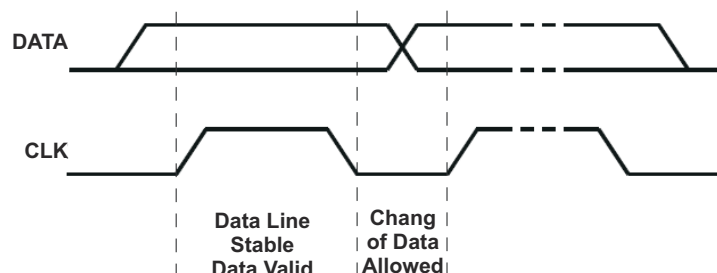 DATA
CLK
Data Line
Stable
Data Valid
Chang
of Data
Allowed